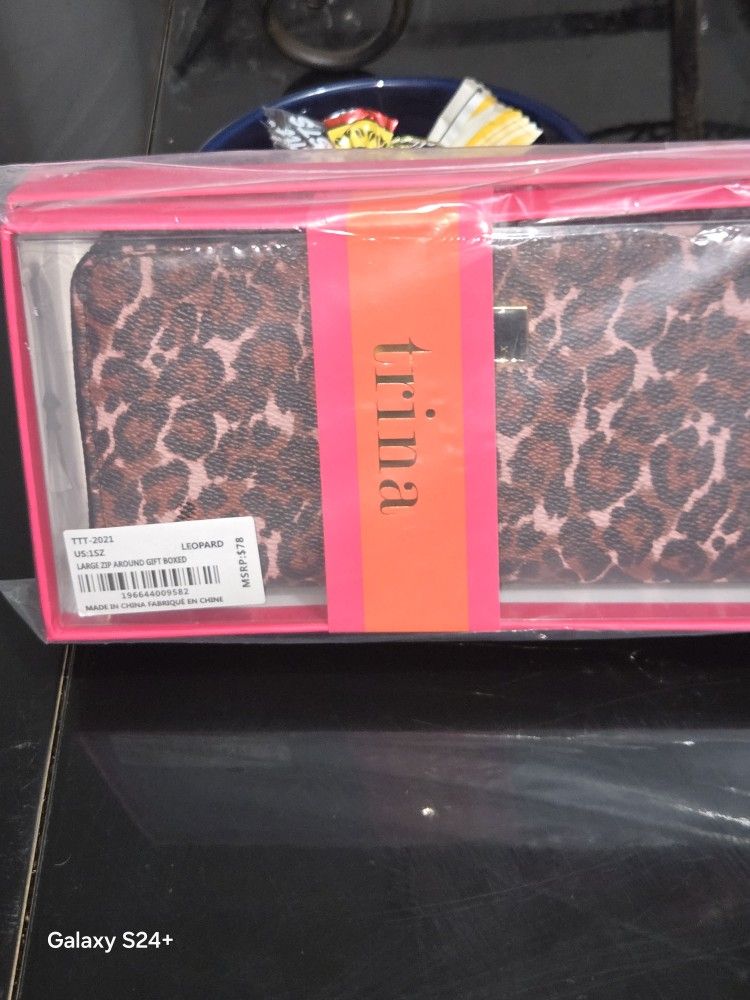 trina
TTT-2021
US:1SZ
LEOPARD
LARGE ZIP AROUND GIFT BOXED
MSRP:$78
196644009582
MADE IN CHINA FABRIQUÉ EN CHINE
Galaxy S24+